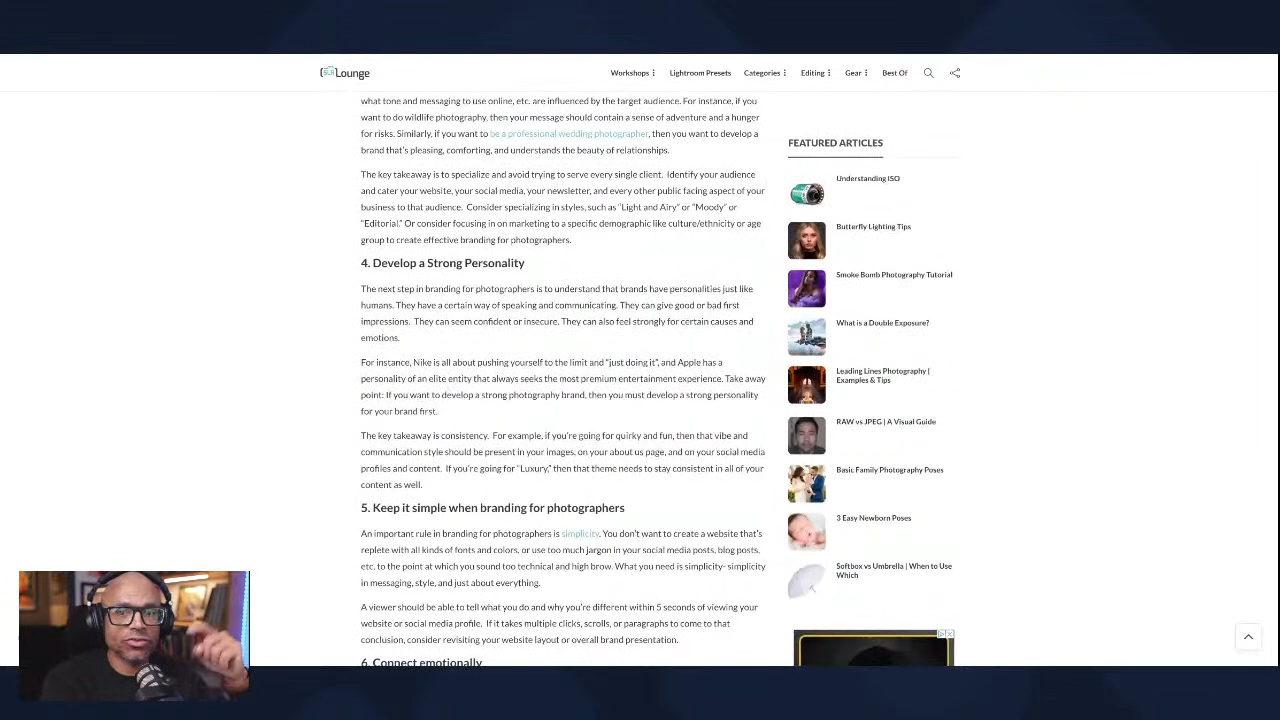 SLR Lounge
Workshops
Lightroom Presets
Categories
Editing
Gear
Best Of
what tone and messaging to use online, etc. are influenced by the target audience. For instance, if you
want to do wildlife photography, then your message should contain a sense of adventure and a hunger
for risks. Similarly, if you want to be a professional wedding photographer, then you want to develop a
brand that's pleasing, comforting, and understands the beauty of relationships.
The key takeaway is to specialize and avoid trying to serve every single client. Identify your audience
and cater your website, your social media, your newsletter, and every other public facing aspect of your
business to that audience. Consider specializing in styles, such as "Light and Airy" or "Moody" or
"Editorial." Or consider focusing in on marketing to a specific demographic like culture/ethnicity or age
group to create effective branding for photographers.
4. Develop a Strong Personality
The next step in branding for photographers is to understand that brands have personalities just like
humans. They have a certain way of speaking and communicating. They can give good or bad first
impressions. They can seem confident or insecure. They can also feel strongly for certain causes and
emotions.
For instance, Nike is all about pushing yourself to the limit and "just doing it", and Apple has a
personality of an elite entity that always seeks the most premium entertainment experience. Take away
point: If you want to develop a strong photography brand, then you must develop a strong personality
for your brand first.
The key takeaway is consistency. For example, if you're going for quirky and fun, then that vibe and
communication style should be present in your images, on your about us page, and on your social media
profiles and content. If you're going for "Luxury," then that theme needs to stay consistent in all of your
content as well.
5. Keep it simple when branding for photographers
An important rule in branding for photographers is simplicity. You don't want to create a website that's
replete with all kinds of fonts and colors, or use too much jargon in your social media posts, blog posts,
etc. to the point at which you sound too technical and high brow. What you need is simplicity- simplicity
in messaging, style, and just about everything.
A viewer should be able to tell what you do and why you're different within 5 seconds of viewing your
website or social media profile. If it takes multiple clicks, scrolls, or paragraphs to come to that
conclusion, consider revisiting your website layout or overall brand presentation.
6. Connect emotionally
FEATURED ARTICLES
Understanding ISO
Butterfly Lighting Tips
Smoke Bomb Photography Tutorial
What is a Double Exposure?
Leading Lines Photography |
Examples & Tips
RAW vs JPEG | A Visual Guide
Basic Family Photography Poses
3 Easy Newborn Poses
Softbox vs Umbrella | When to Use
Which